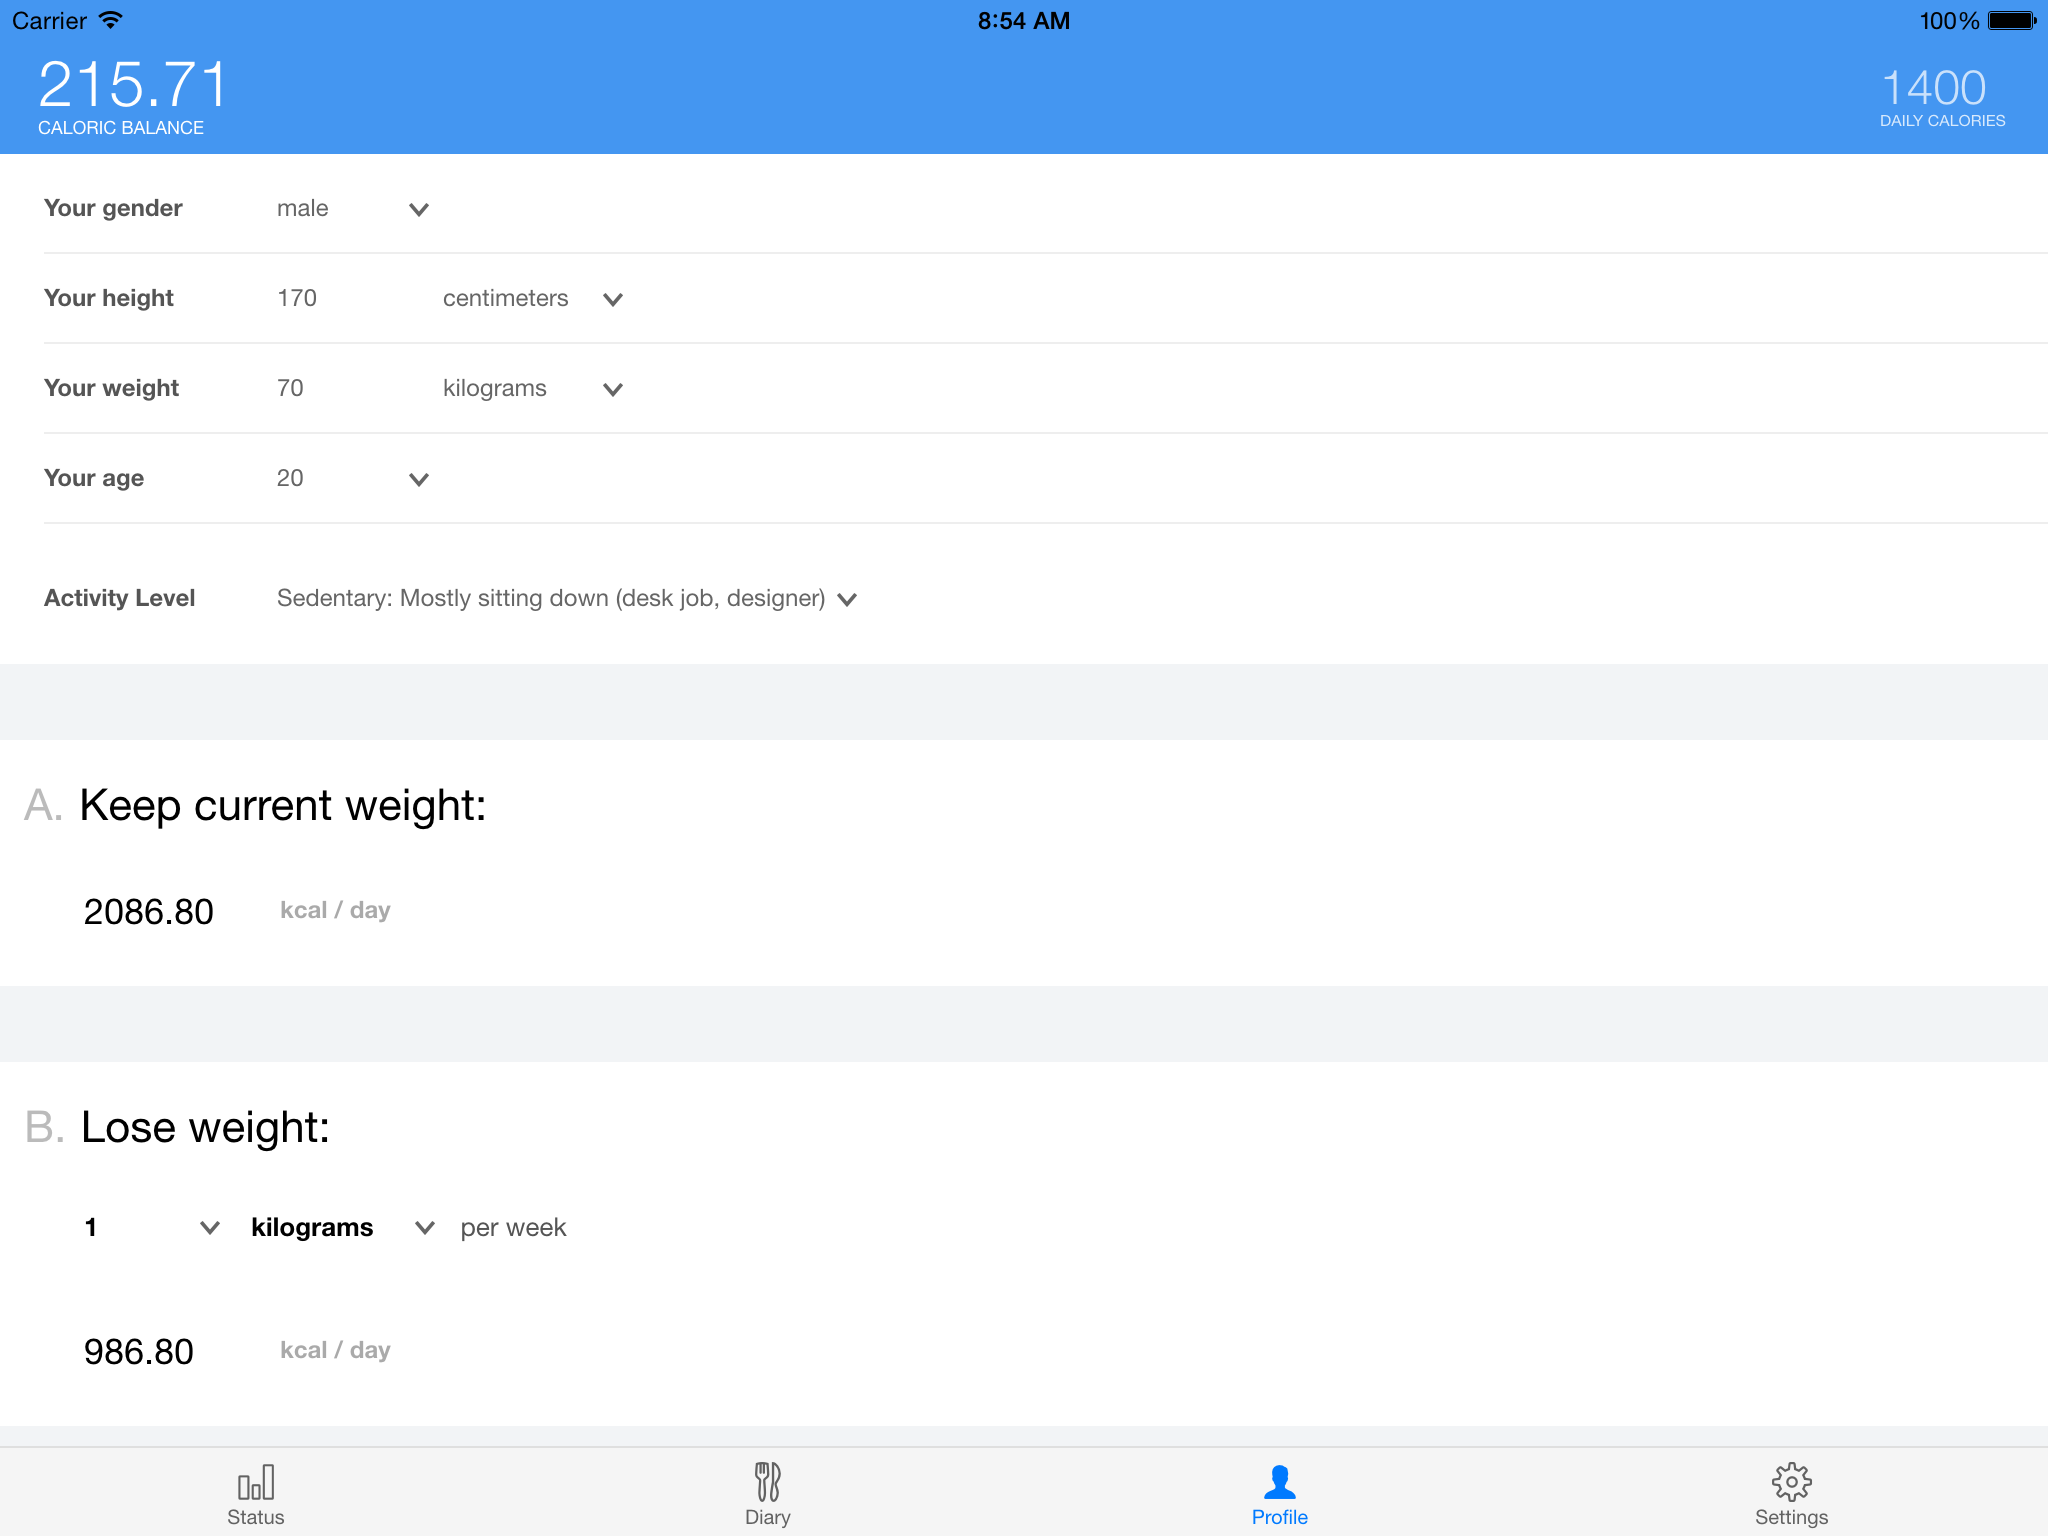 Carrier 8:54 AM 100%
215.71 1400
CALORIC BALANCE DAILY CALORIES
Your gender male
Your height 170 centimeters
Your weight 70 kilograms
Your age 20
Activity Level Sedentary: Mostly sitting down (desk job, designer)
A. Keep current weight:
2086.80 kcal / day
B. Lose weight:
1 kilograms per week
986.80 kcal / day
Status Diary Profile Settings